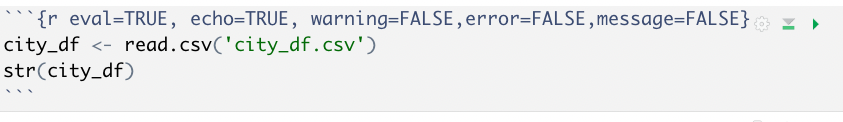 ```{r eval=TRUE, echo=TRUE, warning=FALSE,error=FALSE,message=FALSE}
city_df <- read.csv('city_df.csv')
str(city_df)
```